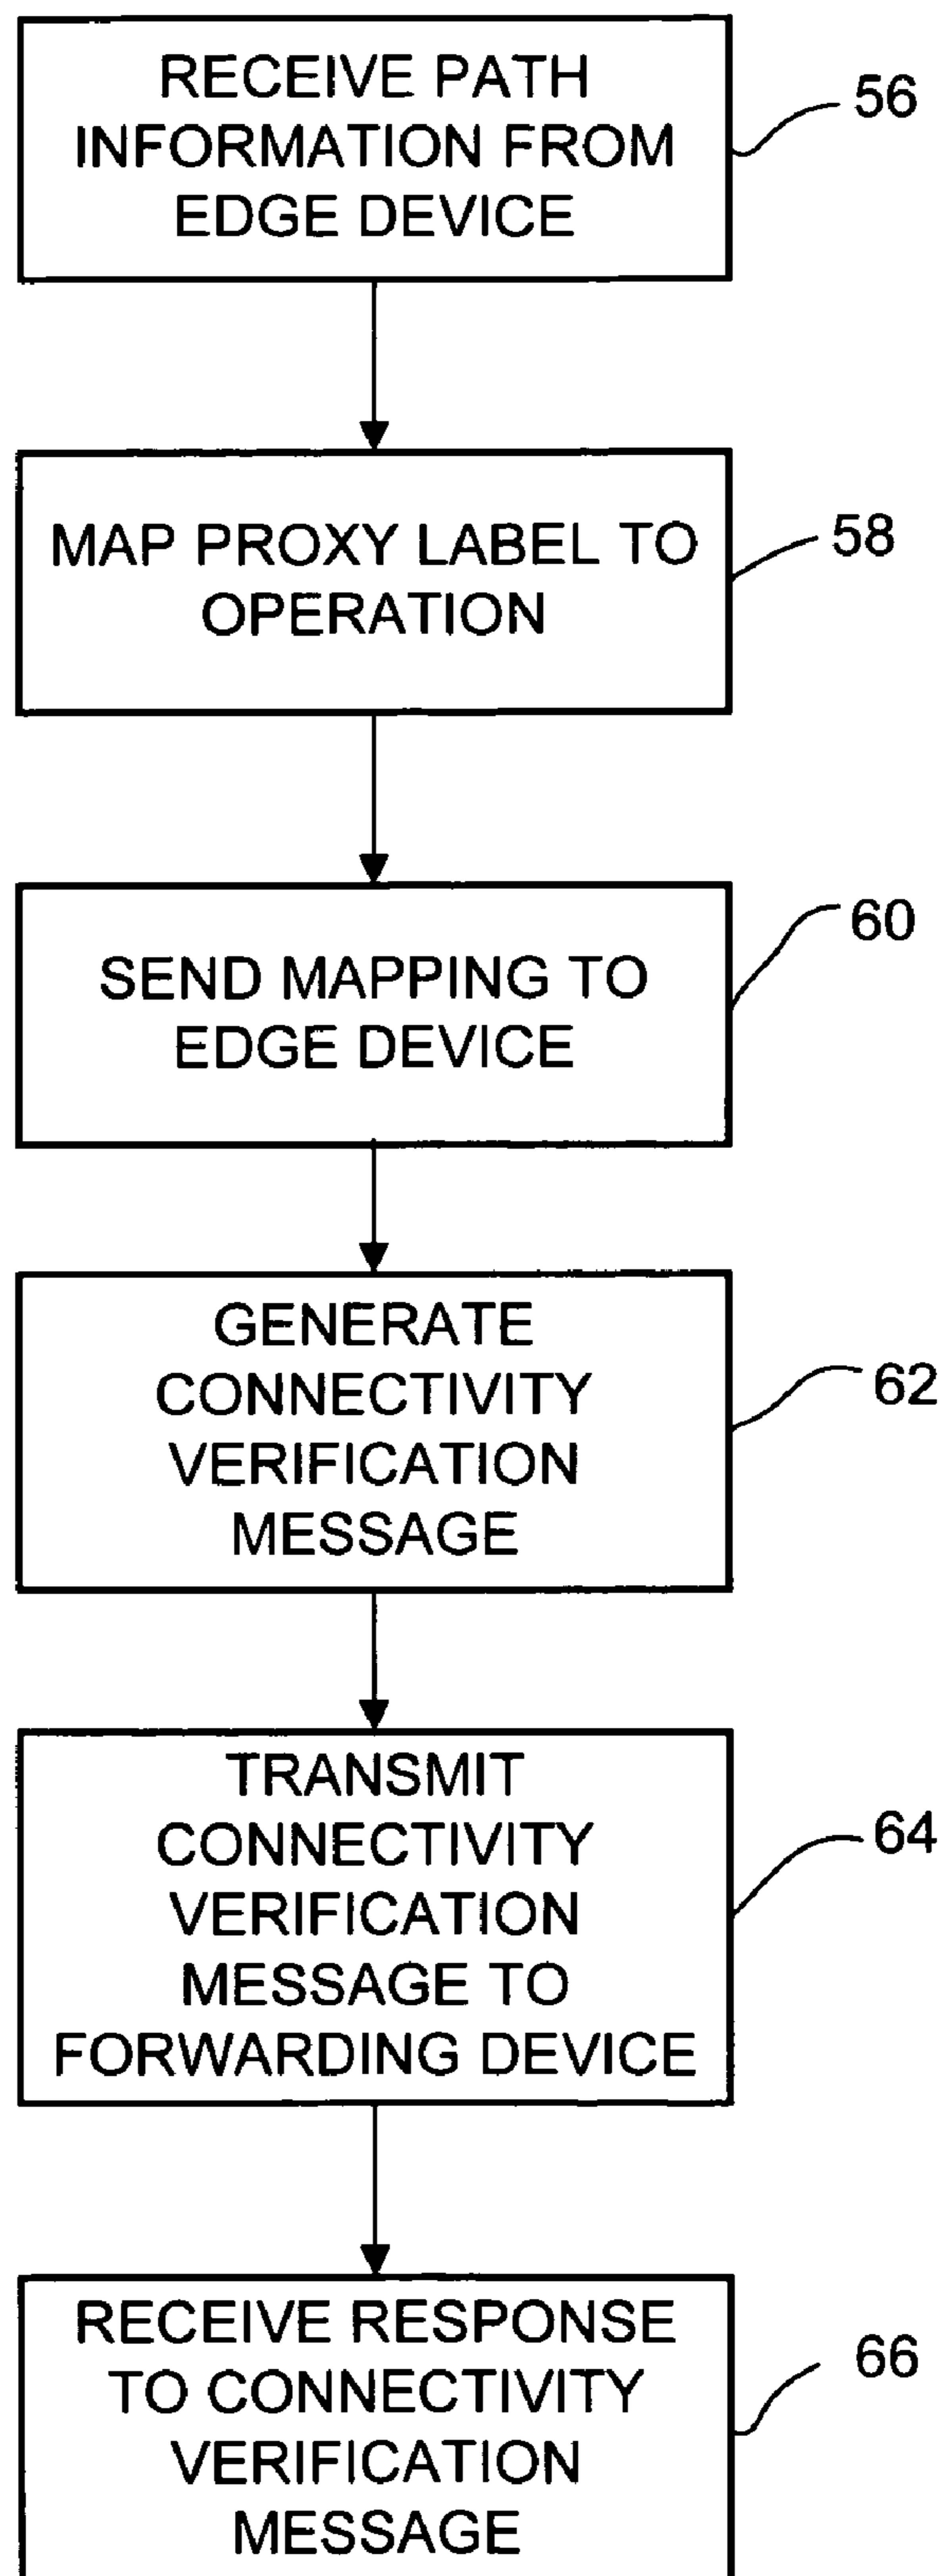 RECEIVE PATH
INFORMATION FROM
EDGE DEVICE
56
MAP PROXY LABEL TO
OPERATION
58
SEND MAPPING TO
EDGE DEVICE
60
GENERATE
CONNECTIVITY
VERIFICATION
MESSAGE
62
TRANSMIT
CONNECTIVITY
VERIFICATION
MESSAGE TO
FORWARDING DEVICE
64
RECEIVE RESPONSE
TO CONNECTIVITY
VERIFICATION
MESSAGE
66